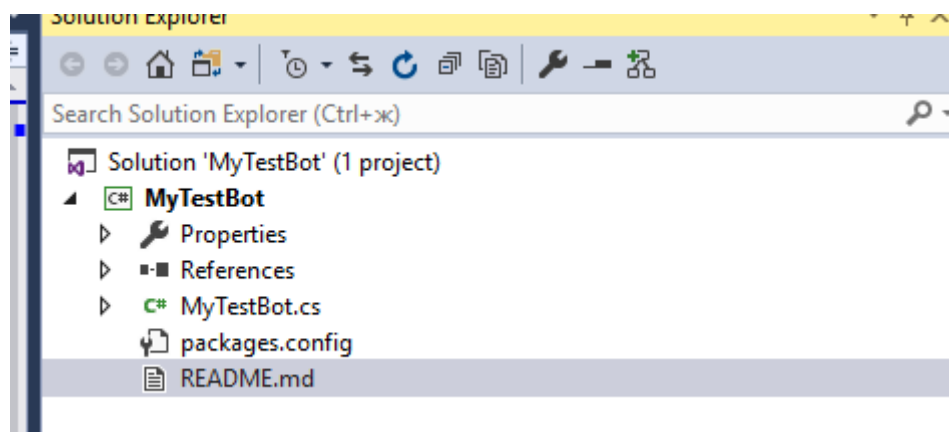 Solution Explorer
Search Solution Explorer (Ctrl+ж)
Solution 'MyTestBot' (1 project)
C# MyTestBot
Properties
References
C# MyTestBot.cs
packages.config
README.md